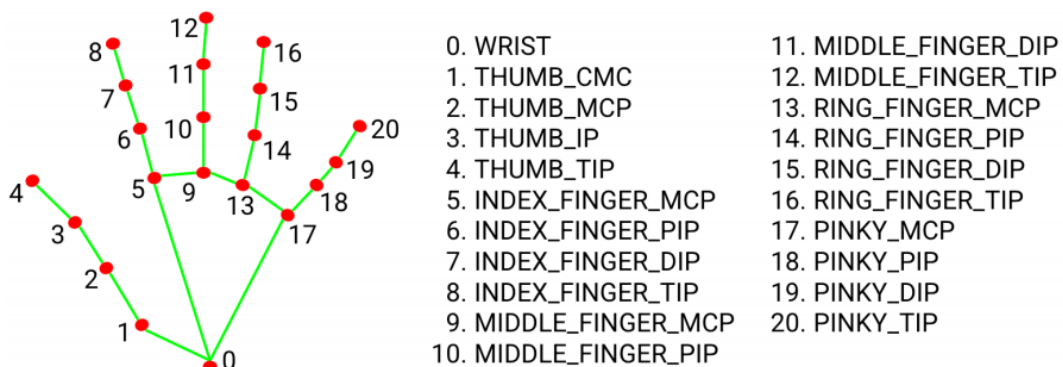 12
8
16
11
7
15
10
20
6
14
19
4
5
9
13
18
3
17
2
1
0
0. WRIST
1. THUMB_CMC
2. THUMB_MCP
3. THUMB_IP
4. THUMB_TIP
5. INDEX_FINGER_MCP
6. INDEX_FINGER_PIP
7. INDEX_FINGER_DIP
8. INDEX_FINGER_TIP
9. MIDDLE_FINGER_MCP
10. MIDDLE_FINGER_PIP
11. MIDDLE_FINGER_DIP
12. MIDDLE_FINGER_TIP
13. RING_FINGER_MCP
14. RING_FINGER_PIP
15. RING_FINGER_DIP
16. RING_FINGER_TIP
17. PINKY_MCP
18. PINKY_PIP
19. PINKY_DIP
20. PINKY_TIP